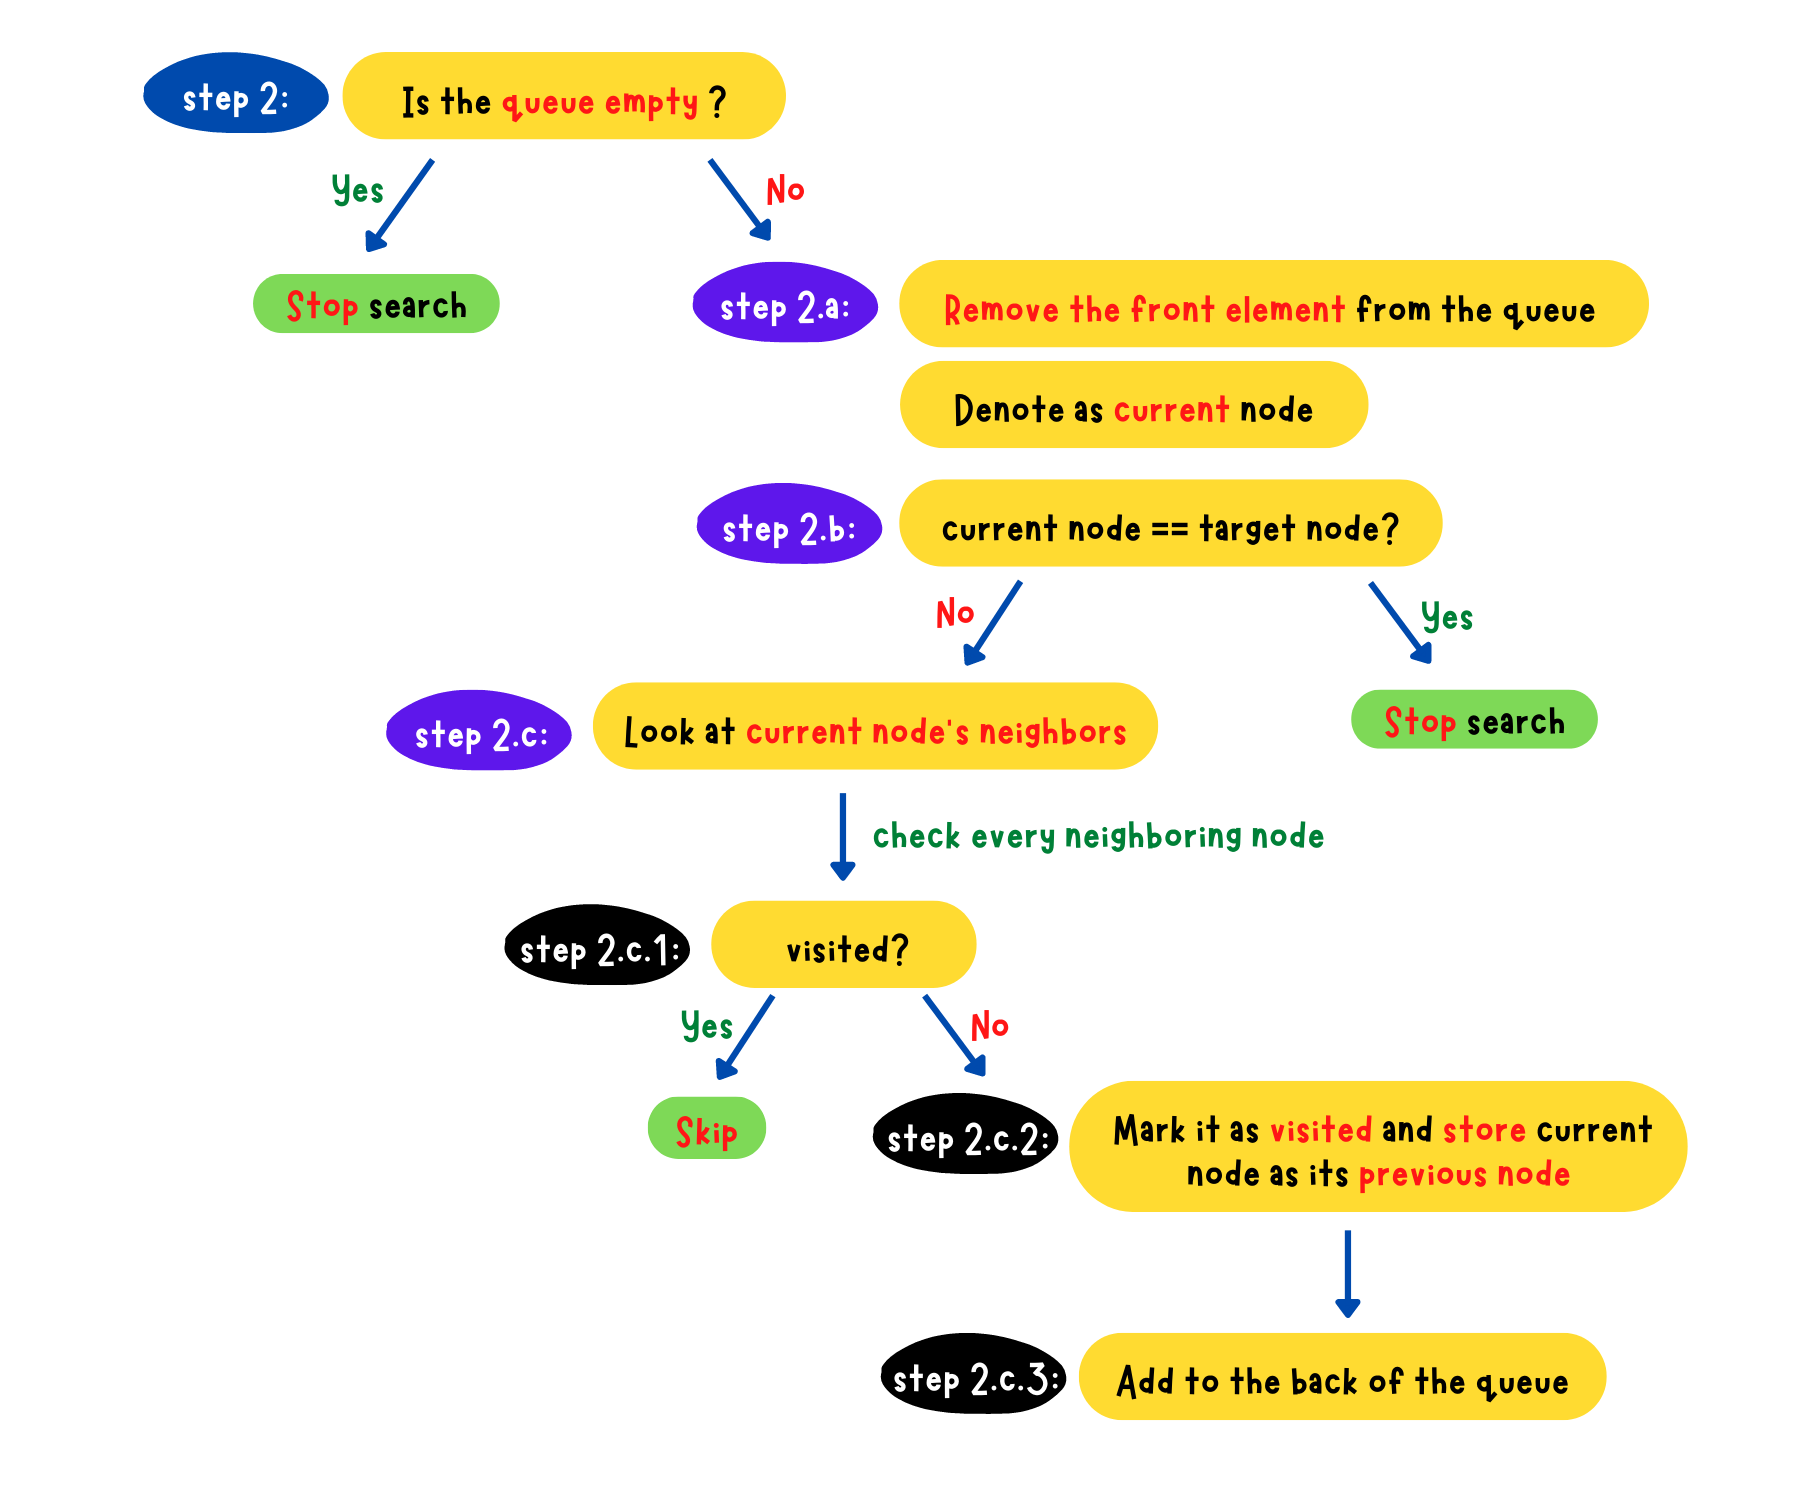 step 2:
Is the queue empty ?
Yes
No
Stop search
step 2.a:
Remove the front element from the queue
Denote as current node
step 2.b:
current node == target node?
No
Yes
step 2.c:
Look at current node's neighbors
Stop search
check every neighboring node
step 2.c.1:
visited?
Yes
No
Skip
step 2.c.2:
Mark it as visited and store current
node as its previous node
step 2.c.3:
Add to the back of the queue